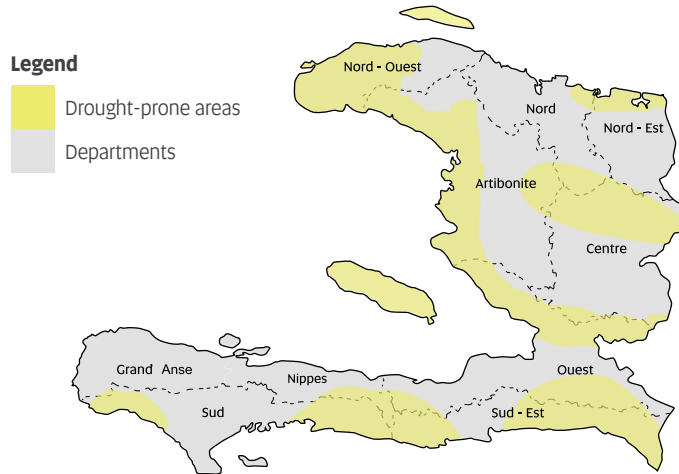 Legend
Drought-prone areas
Departments
Nord - Ouest
Nord
Nord - Est
Artibonite
Centre
Grand Anse
Nippes
Ouest
Sud
Sud - Est